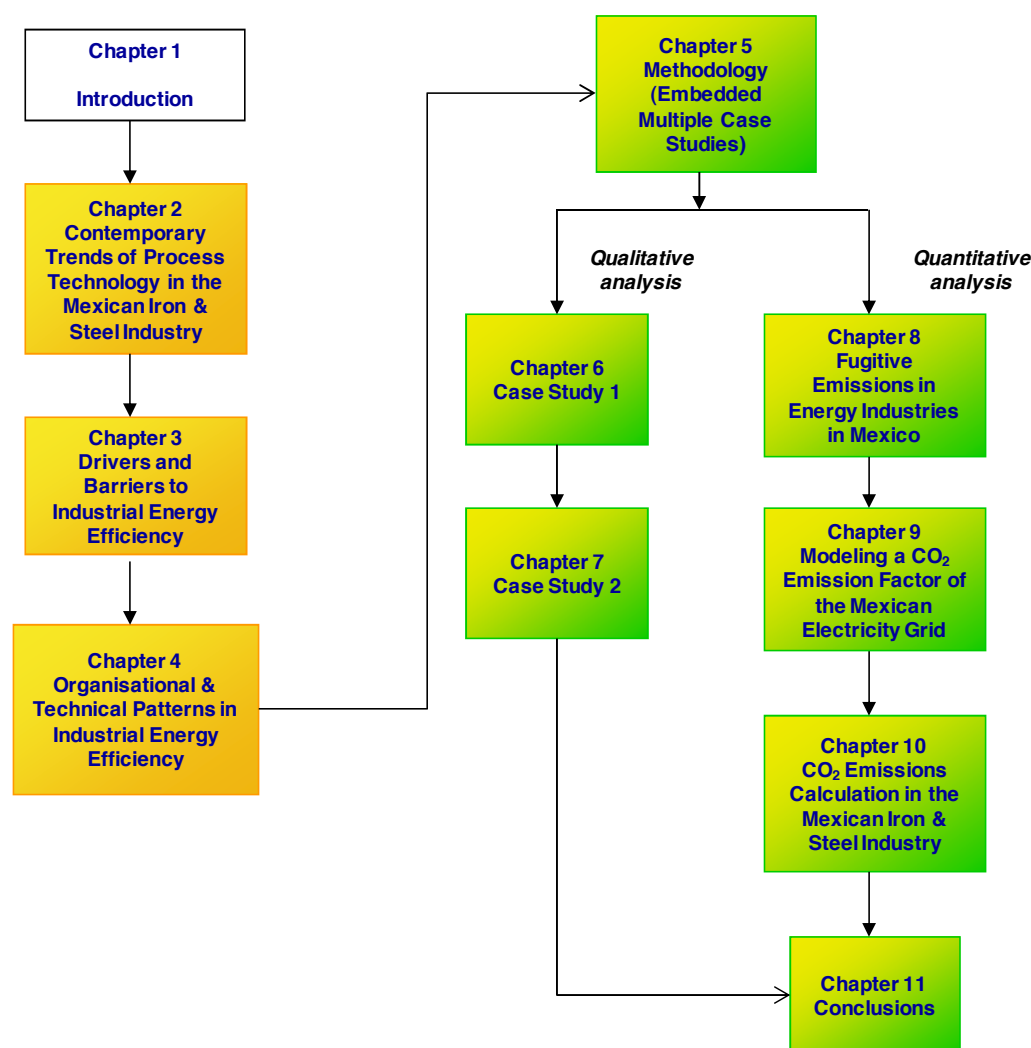 Chapter 1
Introduction
Chapter 2
Contemporary
Trends of Process
Technology in the
Mexican Iron &
Steel Industry
Chapter 3
Drivers and
Barriers to
Industrial Energy
Efficiency
Chapter 4
Organisational &
Technical Patterns in
Industrial Energy
Efficiency
Chapter 5
Methodology
(Embedded
Multiple Case
Studies)
Qualitative
analysis
Chapter 6
Case Study 1
Chapter 7
Case Study 2
Quantitative
analysis
Chapter 8
Fugitive
Emissions in
Energy Industries
in Mexico
Chapter 9
Modeling a CO₂
Emission Factor of
the Mexican
Electricity Grid
Chapter 10
CO₂ Emissions
Calculation in the
Mexican Iron &
Steel Industry
Chapter 11
Conclusions